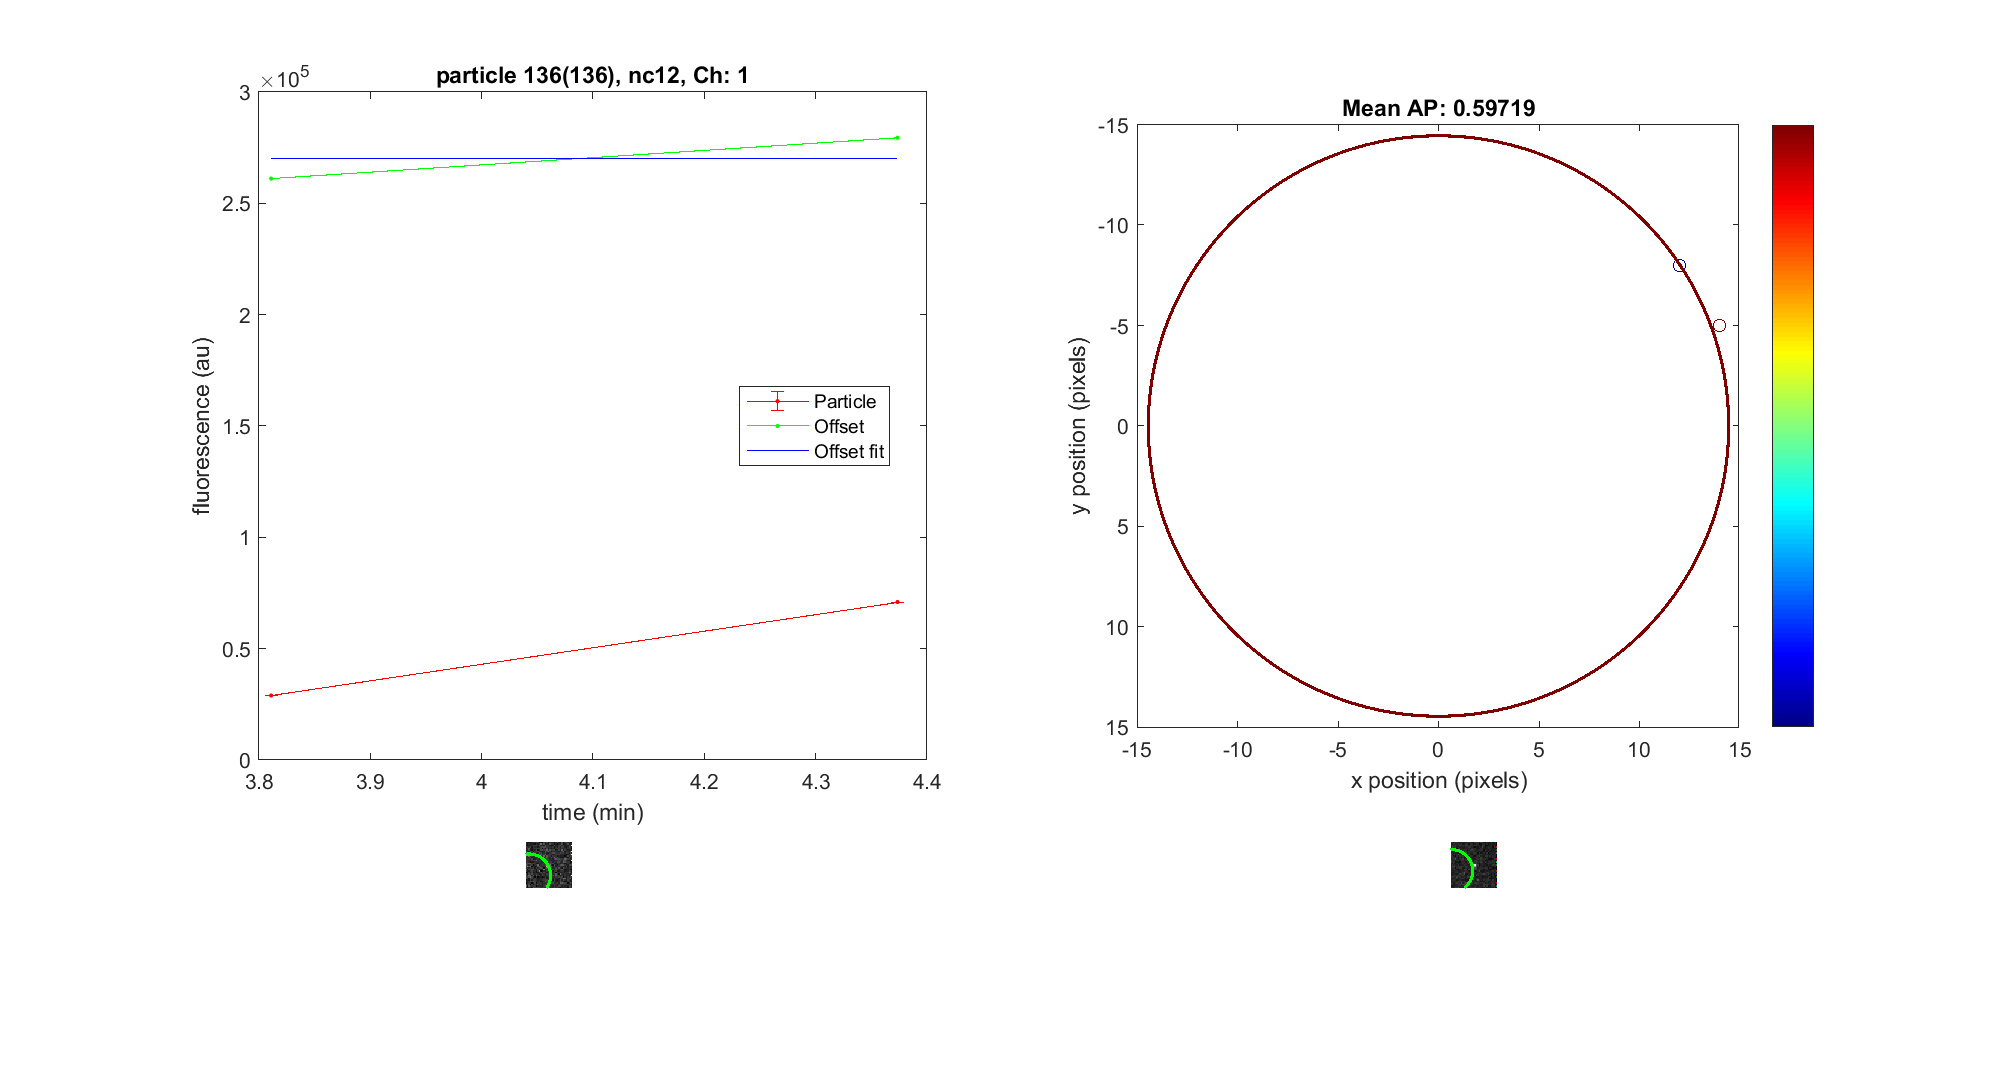 particle 136(136), nc12, Ch: 1
×10^5
3
2.5
2
1.5
1
0.5
0
fluorescence (au)
Particle
Offset
Offset fit
3.8 3.9 4 4.1 4.2 4.3 4.4
time (min)
Mean AP: 0.59719
-15
-10
-5
0
5
10
15
y position (pixels)
-15 -10 -5 0 5 10 15
x position (pixels)